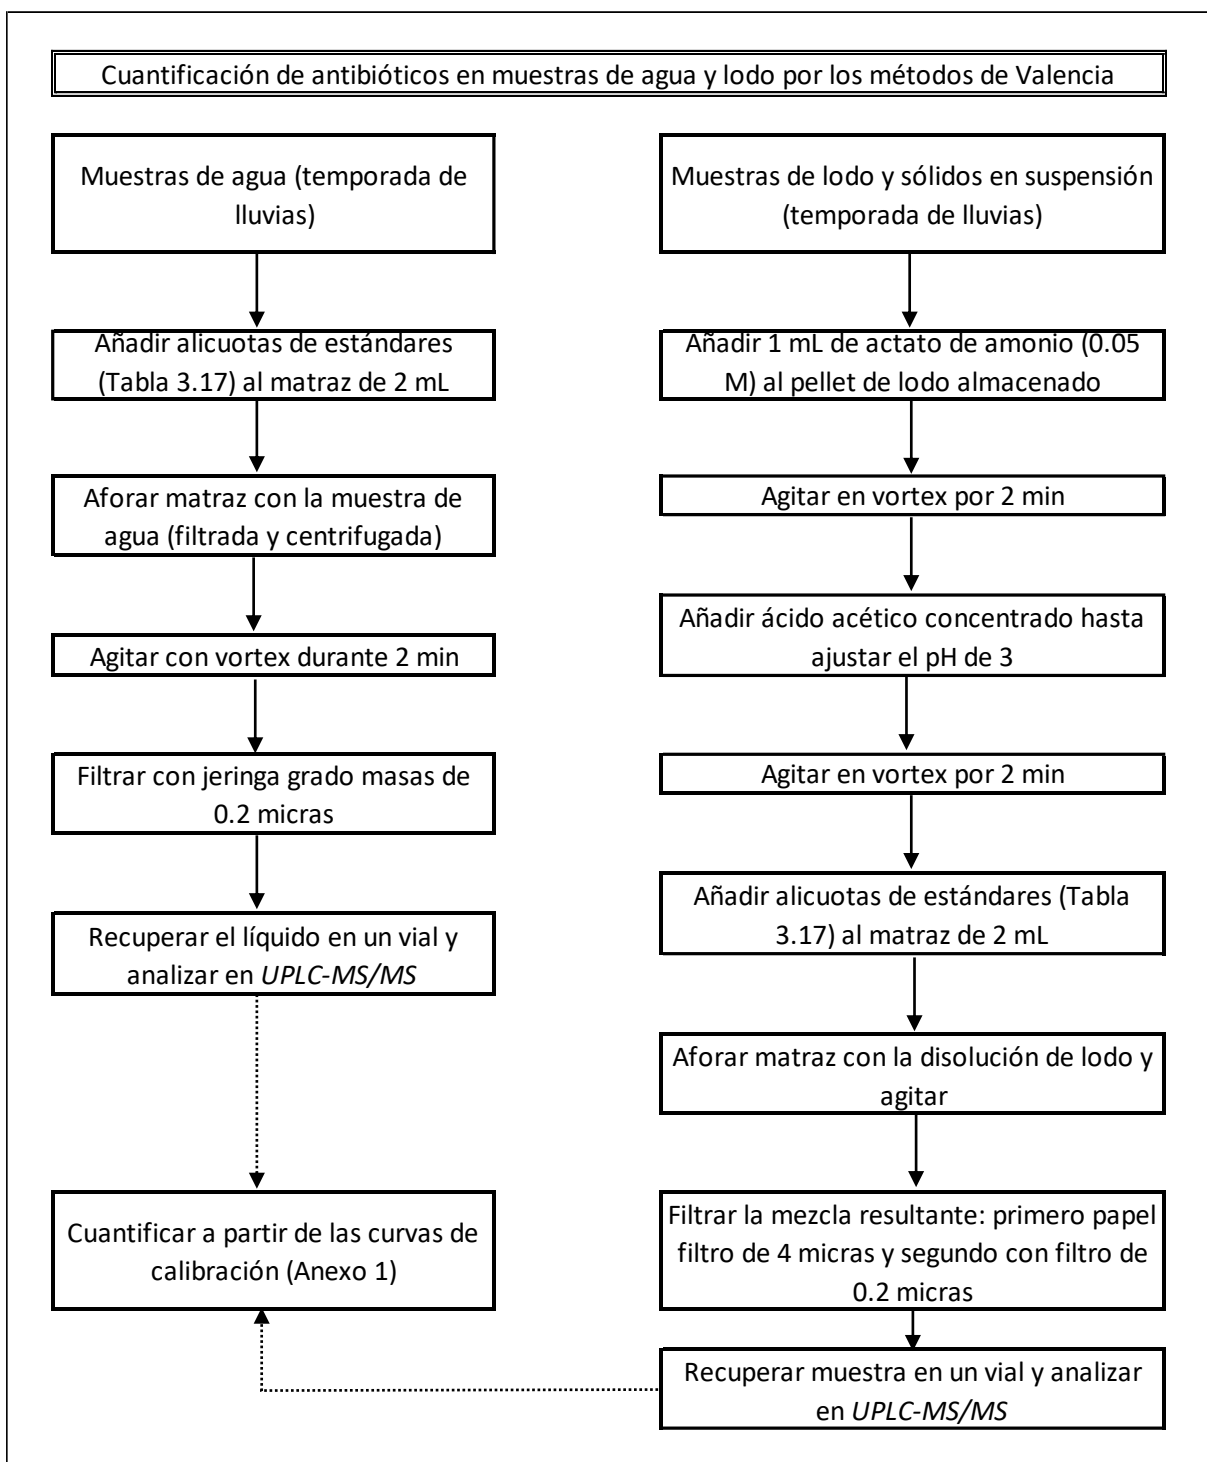 Cuantificación de antibióticos en muestras de agua y lodo por los métodos de Valencia
Muestras de agua (temporada de
lluvias)
Añadir alicuotas de estándares
(Tabla 3.17) al matraz de 2 mL
Aforar matraz con la muestra de
agua (filtrada y centrifugada)
Agitar con vortex durante 2 min
Filtrar con jeringa grado masas de
0.2 micras
Recuperar el líquido en un vial y
analizar en UPLC-MS/MS
Cuantificar a partir de las curvas de
calibración (Anexo 1)
Muestras de lodo y sólidos en suspensión
(temporada de lluvias)
Añadir 1 mL de actato de amonio (0.05
M) al pellet de lodo almacenado
Agitar en vortex por 2 min
Añadir ácido acético concentrado hasta
ajustar el pH de 3
Agitar en vortex por 2 min
Añadir alicuotas de estándares (Tabla
3.17) al matraz de 2 mL
Aforar matraz con la disolución de lodo y
agitar
Filtrar la mezcla resultante: primero papel
filtro de 4 micras y segundo con filtro de
0.2 micras
Recuperar muestra en un vial y analizar
en UPLC-MS/MS